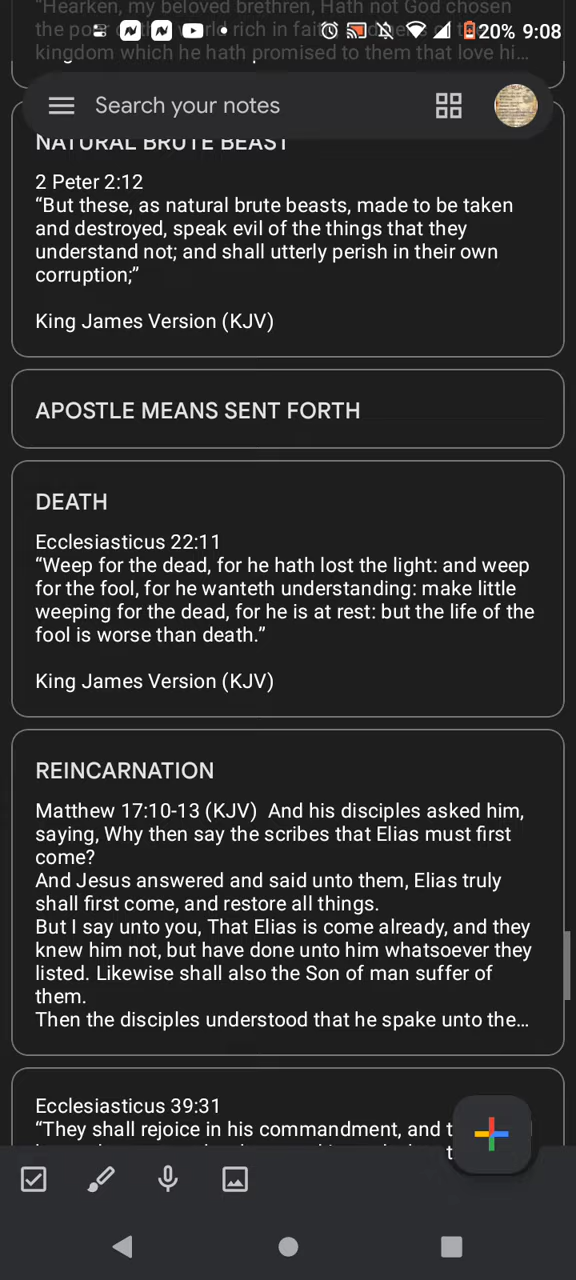 "Hearken, my beloved brethren, Hath not God chosen
the poor world rich in faith
20% 9:08
kingdom which he hath promised to them that love hi...
Search your notes
NATURAL BRUTE BEAST
2 Peter 2:12
“But these, as natural brute beasts, made to be taken
and destroyed, speak evil of the things that they
understand not; and shall utterly perish in their own
corruption;”
King James Version (KJV)
APOSTLE MEANS SENT FORTH
DEATH
Ecclesiasticus 22:11
“Weep for the dead, for he hath lost the light: and weep
for the fool, for he wanteth understanding: make little
weeping for the dead, for he is at rest: but the life of the
fool is worse than death.”
King James Version (KJV)
REINCARNATION
Matthew 17:10-13 (KJV)  And his disciples asked him,
saying, Why then say the scribes that Elias must first
come?
And Jesus answered and said unto them, Elias truly
shall first come, and restore all things.
But I say unto you, That Elias is come already, and they
knew him not, but have done unto him whatsoever they
listed. Likewise shall also the Son of man suffer of
them.
Then the disciples understood that he spake unto the...
Ecclesiasticus 39:31
“They shall rejoice in his commandment, and t